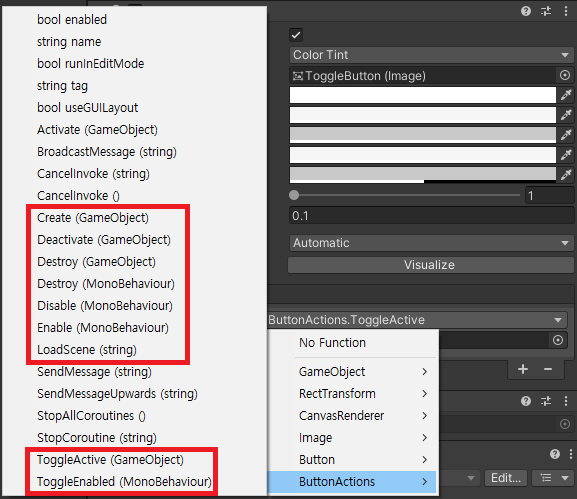 bool enabled
string name
bool runInEditMode
string tag
bool useGUILayout
Activate (GameObject)
BroadcastMessage (string)
CancelInvoke (string)
CancelInvoke ()
Create (GameObject)
Deactivate (GameObject)
Destroy (GameObject)
Destroy (MonoBehaviour)
Disable (MonoBehaviour)
Enable (MonoBehaviour)
LoadScene (string)
SendMessage (string)
SendMessageUpwards (string)
StopAllCoroutines ()
StopCoroutine (string)
ToggleActive (GameObject)
ToggleEnabled (MonoBehaviour)
Color Tint
ToggleButton (Image)
1
0.1
Automatic
Visualize
ButtonActions.ToggleActive
No Function
GameObject
RectTransform
CanvasRenderer
Image
Button
ButtonActions
Edit...